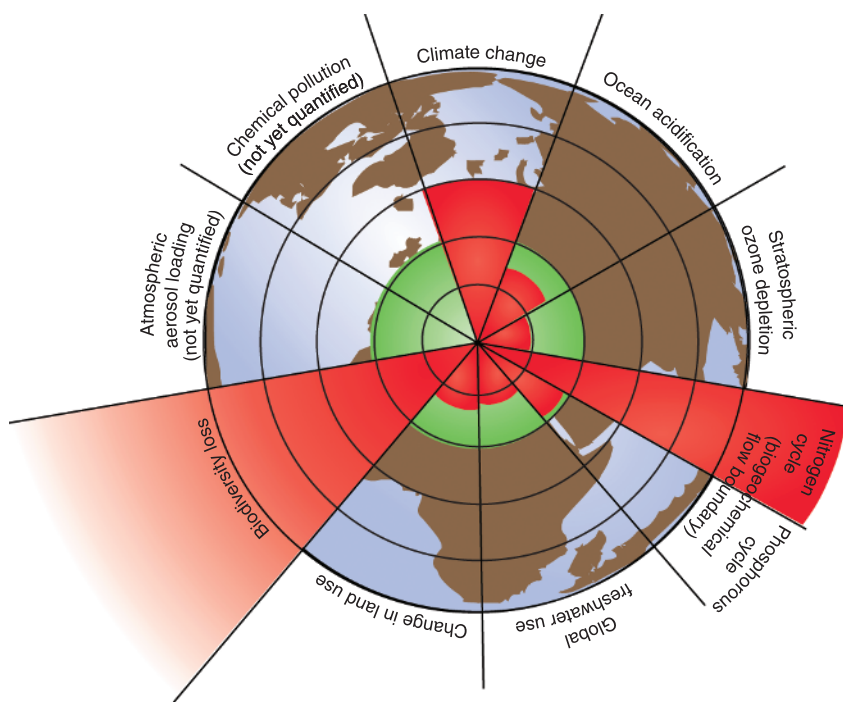 Climate change
Ocean acidification
Stratospheric
ozone depletion
Nitrogen
cycle
(biogeochemical
flow boundary)
Phosphorous
cycle
Global
freshwater use
Change in land use
Biodiversity loss
Atmospheric
aerosol loading
(not yet quantified)
Chemical pollution
(not yet quantified)